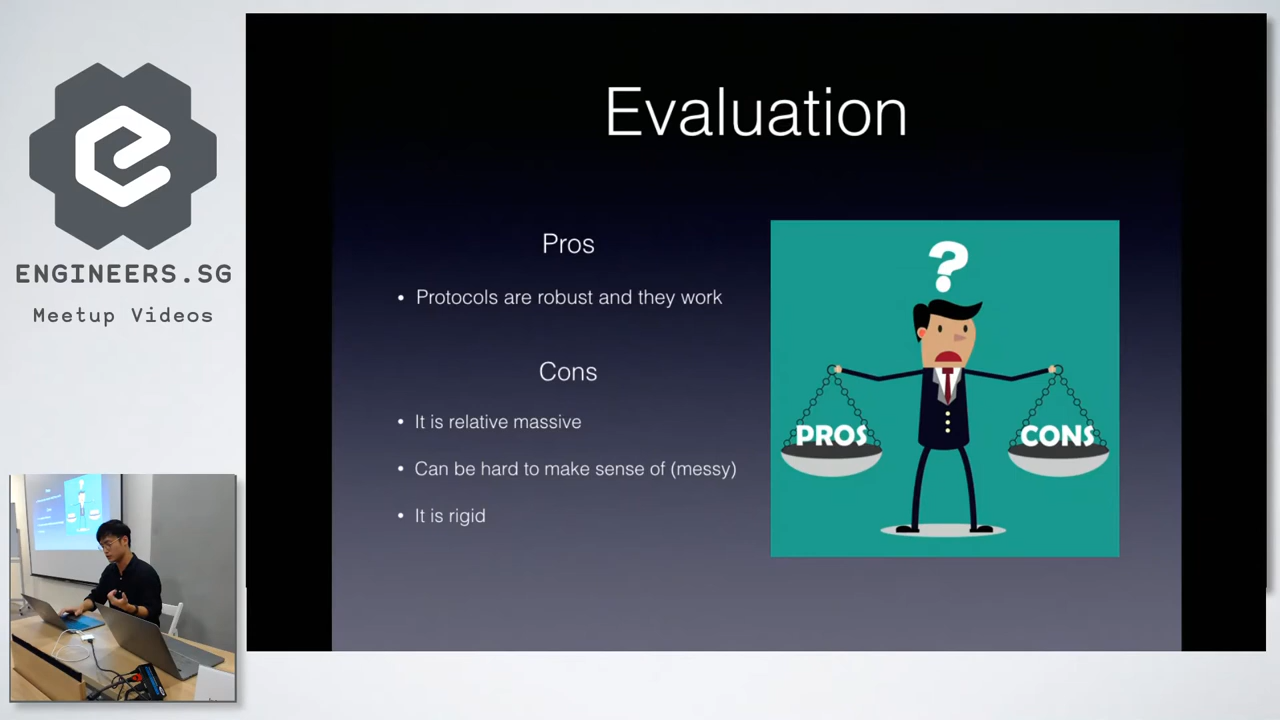 ENGINEERS.SG
Meetup Videos
Evaluation
Pros
• Protocols are robust and they work
Cons
• It is relative massive
• Can be hard to make sense of (messy)
• It is rigid
?
PROS
CONS